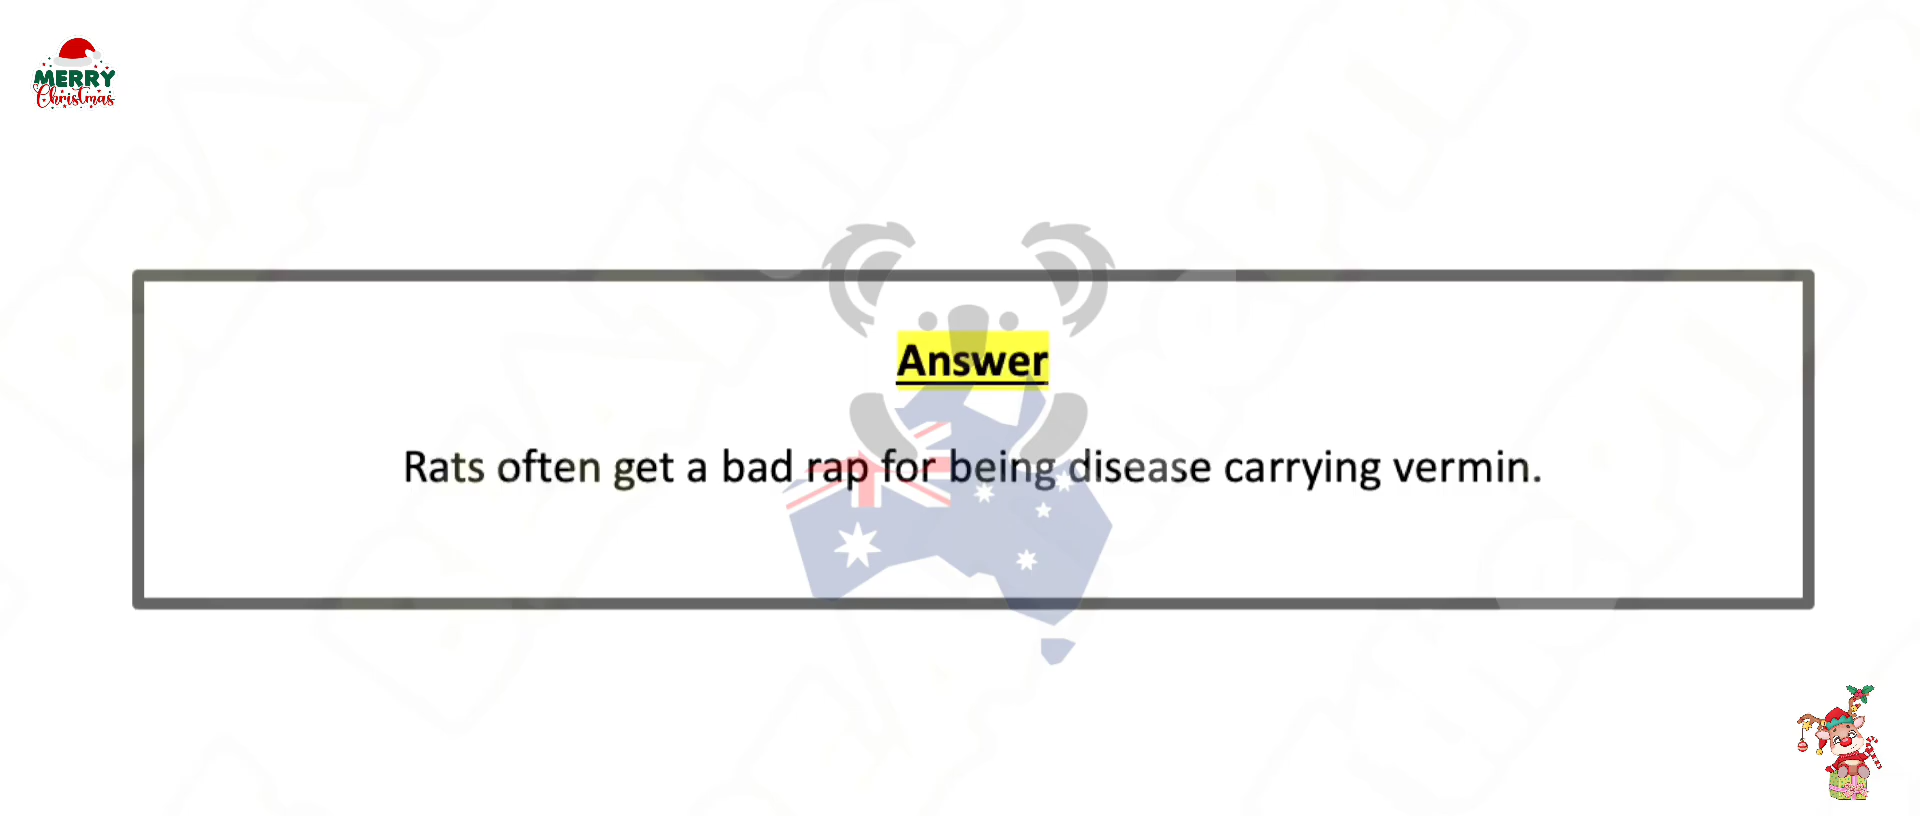 MERRY
Christmas
Answer
Rats often get a bad rap for being disease carrying vermin.